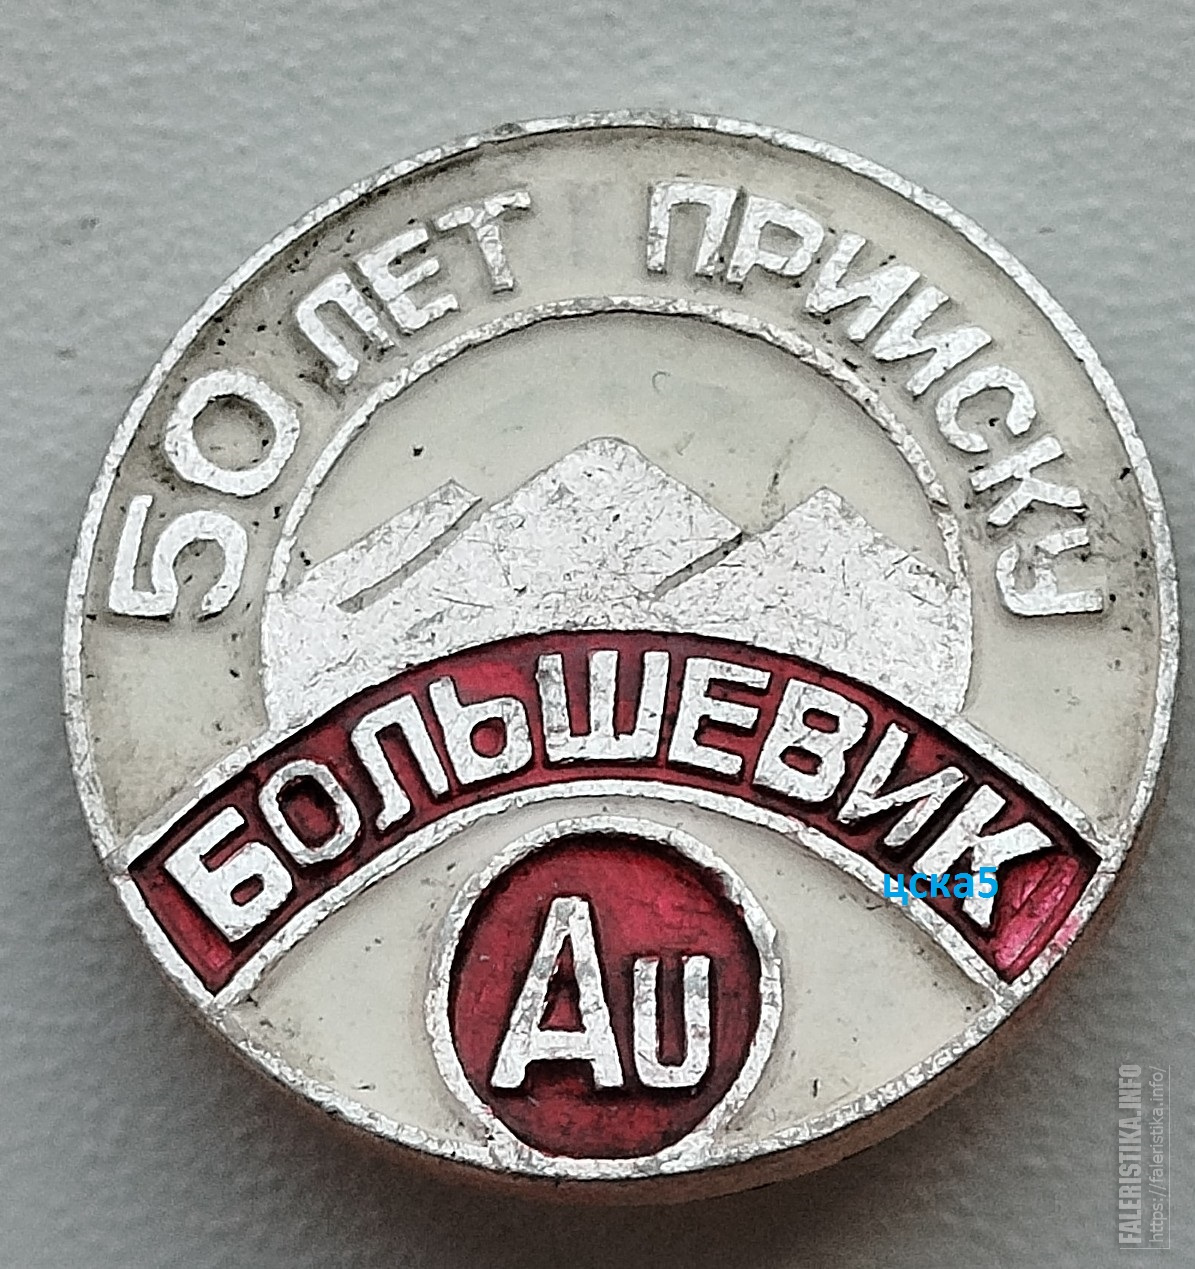 50 ЛЕТ ПРИИСКУ
БОЛЬШЕВИК
Au
цска5
FALERISTIKA.INFO
https://faleristika.info/